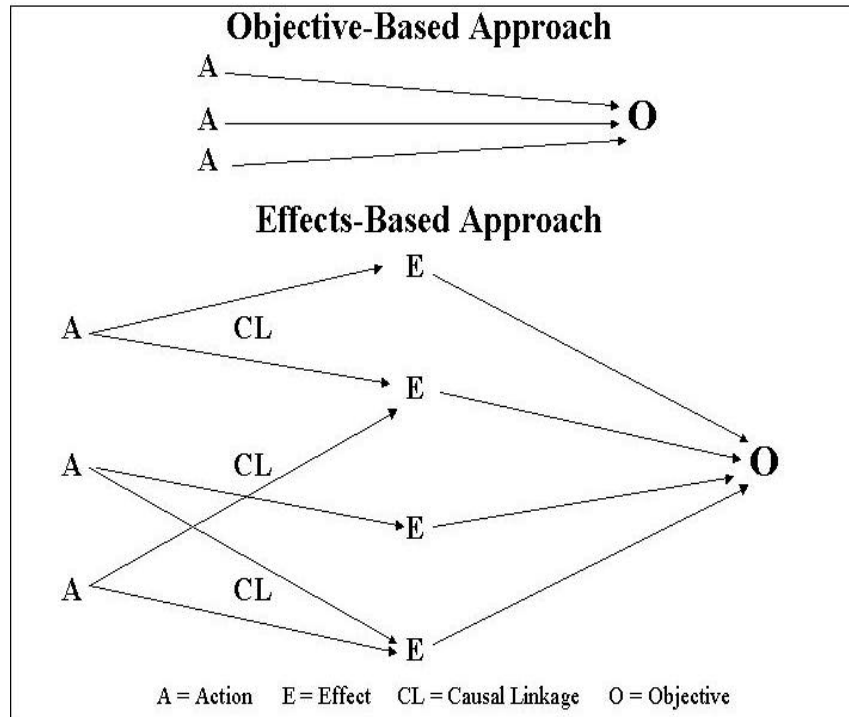 Objective-Based Approach
A
A
O
A
Effects-Based Approach
E
A
CL
E
A
CL
O
E
A
CL
E
A = Action E = Effect CL = Causal Linkage O = Objective